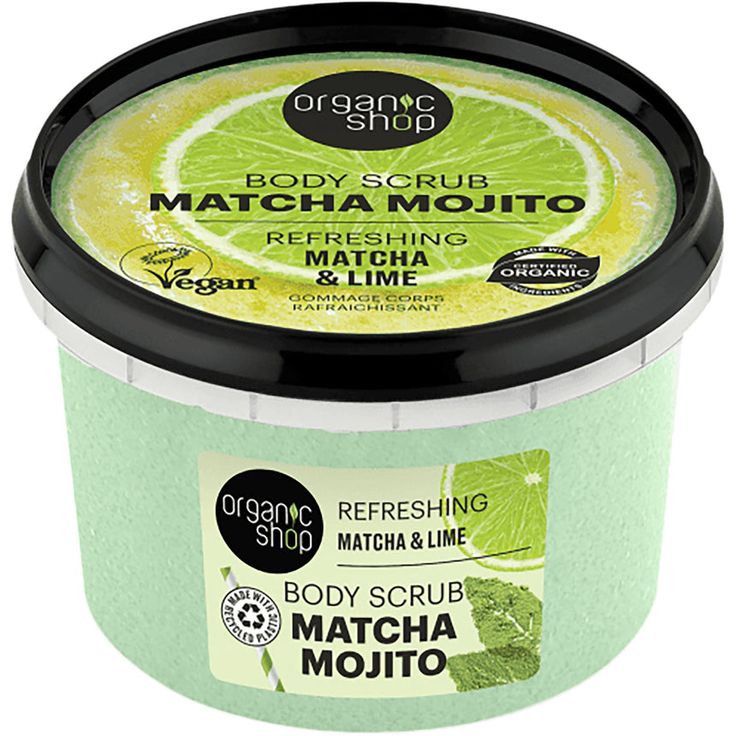 organic
shop
BODY SCRUB
MATCHA MOJITO
REFRESHING
MATCHA
& LIME
GOMMAGE CORPS
RAFRAICHISSANT
Vegan
MADE WITH
CERTIFIED
ORGANIC
INGREDIENTS
organic
shop
REFRESHING
MATCHA & LIME
MADE WITH
RECYCLED PLASTIC
BODY SCRUB
MATCHA
MOJITO